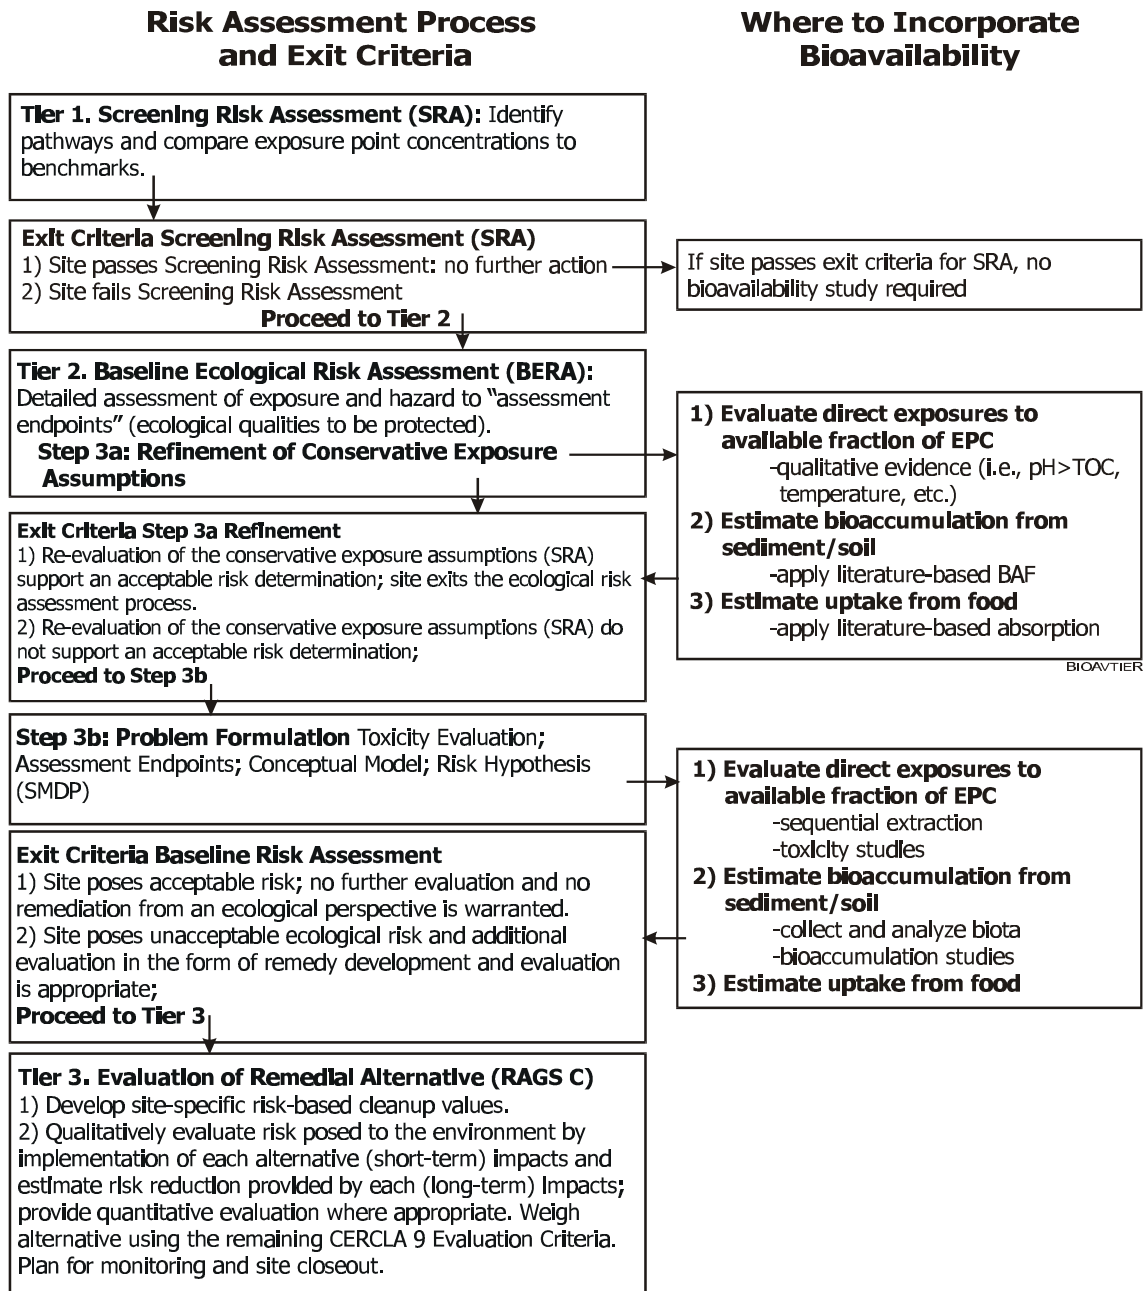 Risk Assessment Process
and Exit Criteria
Where to Incorporate
Bioavailability
Tier 1. Screening Risk Assessment (SRA): Identify
pathways and compare exposure point concentrations to
benchmarks.
Exit Criteria Screening Risk Assessment (SRA)
1) Site passes Screening Risk Assessment: no further action
2) Site fails Screening Risk Assessment
Proceed to Tier 2
If site passes exit criteria for SRA, no
bioavailability study required
Tier 2. Baseline Ecological Risk Assessment (BERA):
Detailed assessment of exposure and hazard to “assessment
endpoints” (ecological qualities to be protected).
Step 3a: Refinement of Conservative Exposure
Assumptions
1) Evaluate direct exposures to
available fraction of EPC
-qualitative evidence (i.e., pH>TOC,
temperature, etc.)
2) Estimate bioaccumulation from
sediment/soil
-apply literature-based BAF
3) Estimate uptake from food
-apply literature-based absorption
BIOAVTIER
Exit Criteria Step 3a Refinement
1) Re-evaluation of the conservative exposure assumptions (SRA)
support an acceptable risk determination; site exits the ecological risk
assessment process.
2) Re-evaluation of the conservative exposure assumptions (SRA) do
not support an acceptable risk determination;
Proceed to Step 3b
Step 3b: Problem Formulation Toxicity Evaluation;
Assessment Endpoints; Conceptual Model; Risk Hypothesis
(SMDP)
1) Evaluate direct exposures to
available fraction of EPC
-sequential extraction
-toxicity studies
2) Estimate bioaccumulation from
sediment/soil
-collect and analyze biota
-bioaccumulation studies
3) Estimate uptake from food
Exit Criteria Baseline Risk Assessment
1) Site poses acceptable risk; no further evaluation and no
remediation from an ecological perspective is warranted.
2) Site poses unacceptable ecological risk and additional
evaluation in the form of remedy development and evaluation
is appropriate;
Proceed to Tier 3
Tier 3. Evaluation of Remedial Alternative (RAGS C)
1) Develop site-specific risk-based cleanup values.
2) Qualitatively evaluate risk posed to the environment by
implementation of each alternative (short-term) impacts and
estimate risk reduction provided by each (long-term) Impacts;
provide quantitative evaluation where appropriate. Weigh
alternative using the remaining CERCLA 9 Evaluation Criteria.
Plan for monitoring and site closeout.